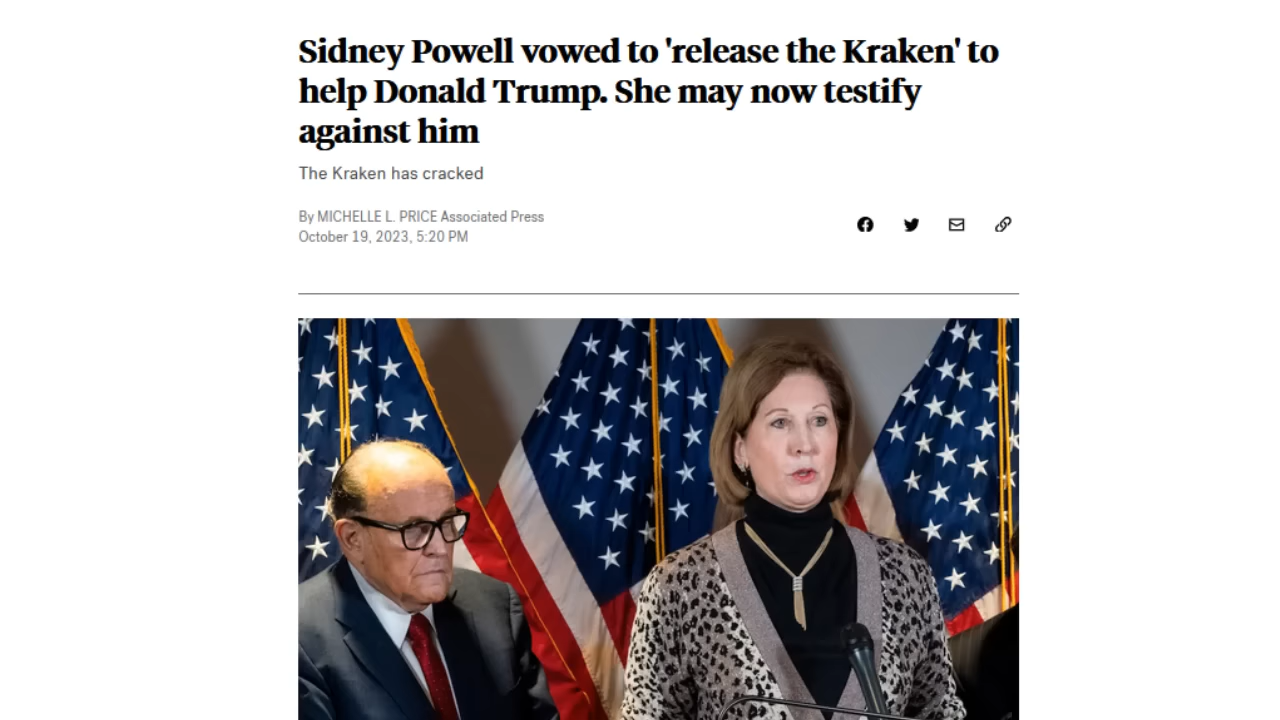 Sidney Powell vowed to 'release the Kraken' to
help Donald Trump. She may now testify
against him
The Kraken has cracked
By MICHELLE L. PRICE Associated Press
October 19, 2023, 5:20 PM